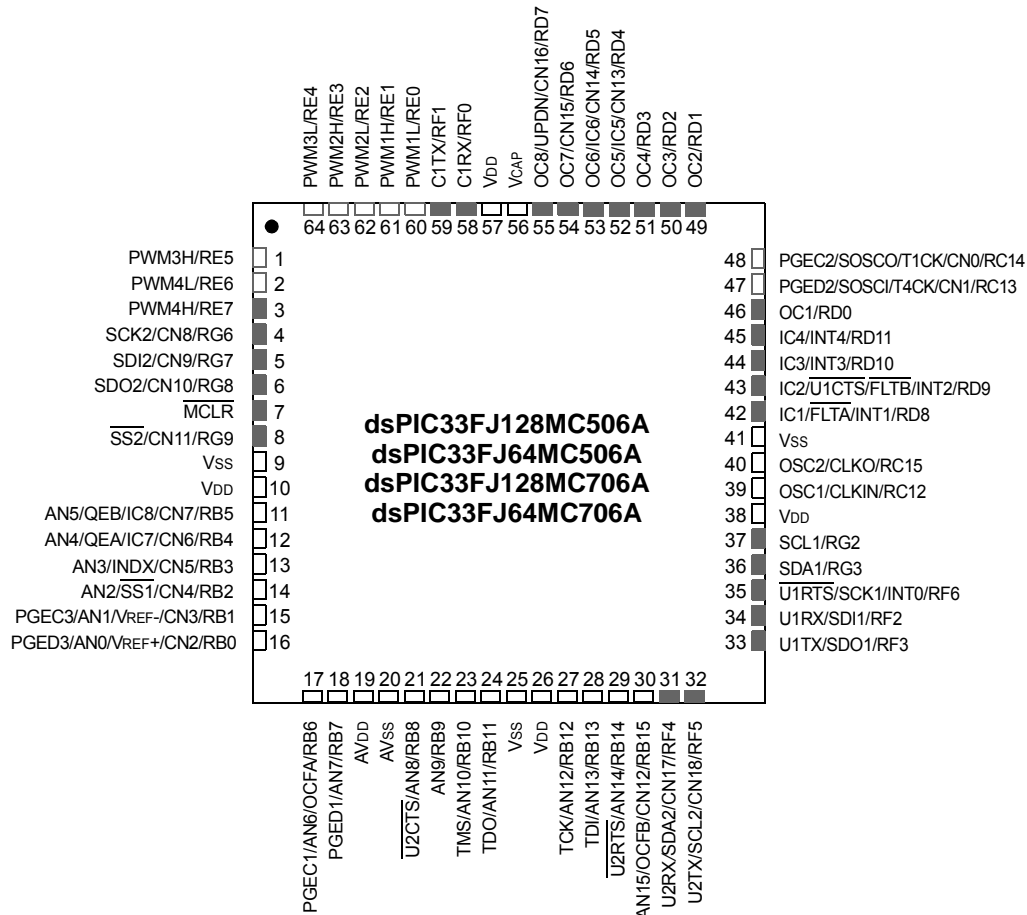 PWM3L/RE4
PWM2H/RE3
PWM2L/RE2
PWM1H/RE1
PWM1L/RE0
C1TX/RF1
C1RX/RF0
VDD
VCAP
OC8/UPDN/CN16/RD7
OC7/CN15/RD6
OC6/IC6/CN14/RD5
OC5/IC5/CN13/RD4
OC4/RD3
OC3/RD2
OC2/RD1
64 63 62 61 60 59 58 57 56 55 54 53 52 51 50 49
PWM3H/RE5 1
PWM4L/RE6 2
PWM4H/RE7 3
SCK2/CN8/RG6 4
SDI2/CN9/RG7 5
SDO2/CN10/RG8 6
MCLR 7
SS2/CN11/RG9 8
VSS 9
VDD 10
AN5/QEB/IC8/CN7/RB5 11
AN4/QEA/IC7/CN6/RB4 12
AN3/INDX/CN5/RB3 13
AN2/SS1/CN4/RB2 14
PGEC3/AN1/VREF-/CN3/RB1 15
PGED3/AN0/VREF+/CN2/RB0 16
dsPIC33FJ128MC506A
dsPIC33FJ64MC506A
dsPIC33FJ128MC706A
dsPIC33FJ64MC706A
48 PGEC2/SOSCO/T1CK/CN0/RC14
47 PGED2/SOSCI/T4CK/CN1/RC13
46 OC1/RD0
45 IC4/INT4/RD11
44 IC3/INT3/RD10
43 IC2/U1CTS/FLTB/INT2/RD9
42 IC1/FLTA/INT1/RD8
41 VSS
40 OSC2/CLKO/RC15
39 OSC1/CLKIN/RC12
38 VDD
37 SCL1/RG2
36 SDA1/RG3
35 U1RTS/SCK1/INT0/RF6
34 U1RX/SDI1/RF2
33 U1TX/SDO1/RF3
17 18 19 20 21 22 23 24 25 26 27 28 29 30 31 32
PGEC1/AN6/OCFA/RB6
PGED1/AN7/RB7
AVDD
AVSS
U2CTS/AN8/RB8
AN9/RB9
TMS/AN10/RB10
TDO/AN11/RB11
VSS
VDD
TCK/AN12/RB12
TDI/AN13/RB13
U2RTS/AN14/RB14
AN15/OCFB/CN12/RB15
U2RX/SDA2/CN17/RF4
U2TX/SCL2/CN18/RF5